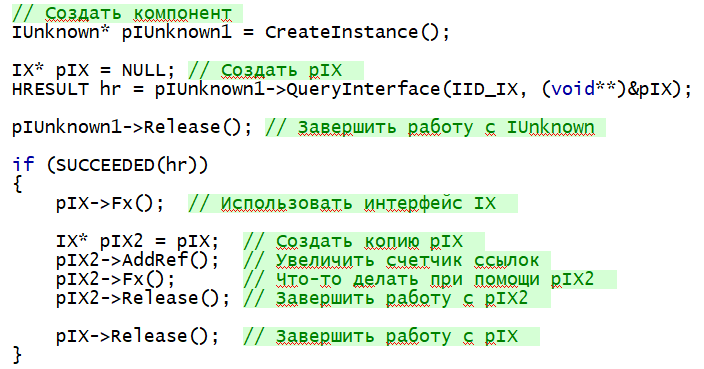 // Создать компонент
IUnknown* pIUnknown1 = CreateInstance();
IX* pIX = NULL; // Создать pIX
HRESULT hr = pIUnknown1->QueryInterface(IID_IX, (void**)&pIX);
pIUnknown1->Release(); // Завершить работу с IUnknown
if (SUCCEEDED(hr))
{
pIX->Fx(); // Использовать интерфейс IX
IX* pIX2 = pIX; // Создать копию pIX
pIX2->AddRef(); // Увеличить счетчик ссылок
pIX2->Fx(); // Что-то делать при помощи pIX2
pIX2->Release(); // Завершить работу с pIX2
pIX->Release(); // Завершить работу с pIX
}